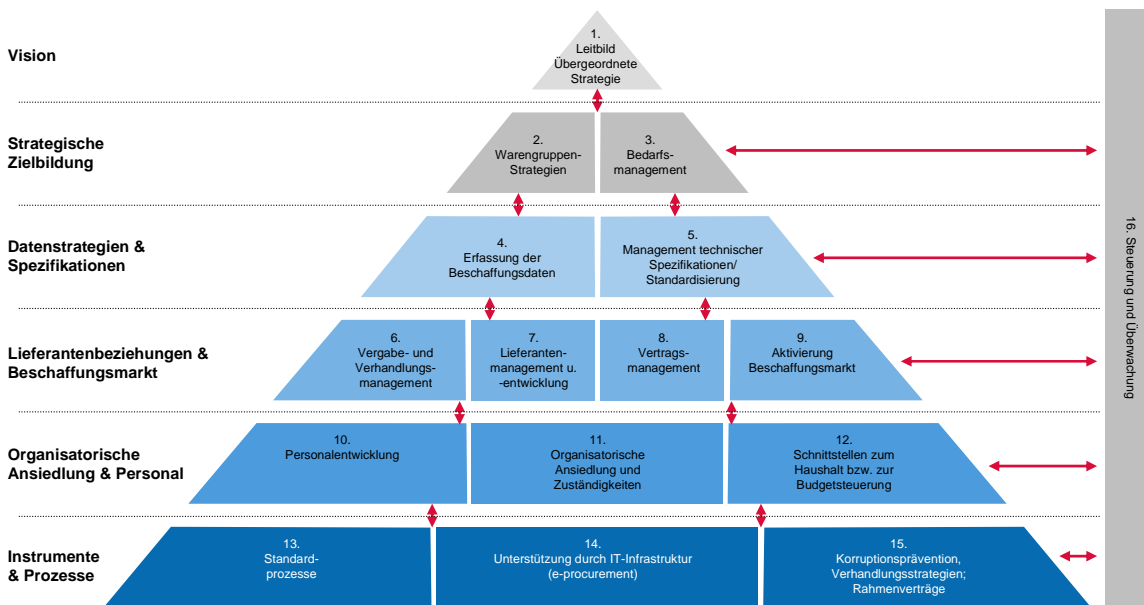 Vision
1.
Leitbild
Übergeordnete
Strategie
Strategische
Zielbildung
2.
Warengruppen-
Strategien
3.
Bedarfs-
management
Datenstrategien &
Spezifikationen
4.
Erfassung der
Beschaffungsdaten
5.
Management technischer
Spezifikationen/
Standardisierung
Lieferantenbeziehungen &
Beschaffungsmarkt
6.
Vergabe- und
Verhandlungs-
management
7.
Lieferanten-
management u.
-entwicklung
8.
Vertrags-
management
9.
Aktivierung
Beschaffungsmarkt
Organisatorische
Ansiedlung & Personal
10.
Personalentwicklung
11.
Organisatorische
Ansiedlung und
Zuständigkeiten
12.
Schnittstellen zum
Haushalt bzw. zur
Budgetsteuerung
Instrumente
& Prozesse
13.
Standard-
prozesse
14.
Unterstützung durch IT-Infrastruktur
(e-procurement)
15.
Korruptionsprävention,
Verhandlungsstrategien;
Rahmenverträge
16. Steuerung und Überwachung